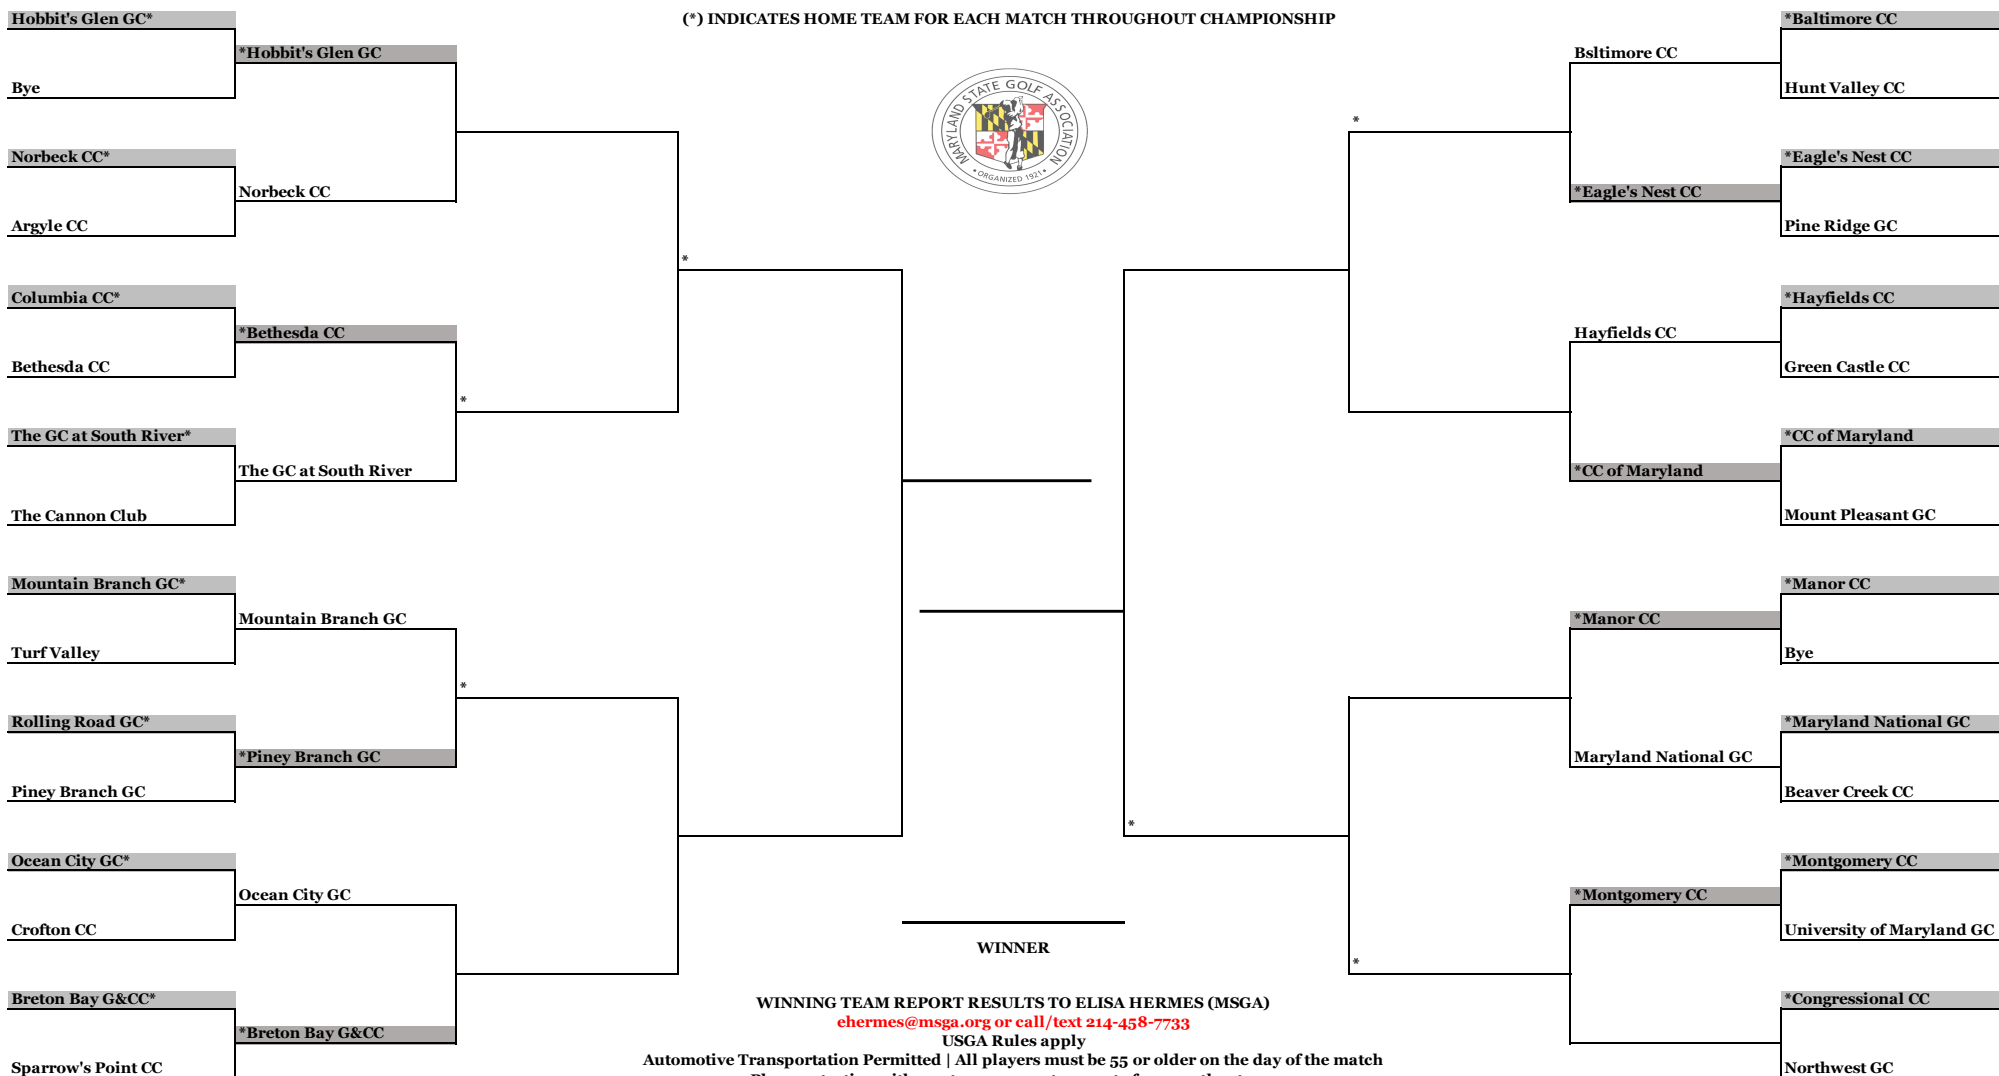 (*) INDICATES HOME TEAM FOR EACH MATCH THROUGHOUT CHAMPIONSHIP
Hobbit's Glen GC*
*Hobbit's Glen GC
Bye
Norbeck CC*
Norbeck CC
Argyle CC
*
Columbia CC*
*Bethesda CC
Bethesda CC
*
The GC at South River*
The GC at South River
The Cannon Club
Mountain Branch GC*
Mountain Branch GC
Turf Valley
*
Rolling Road GC*
*Piney Branch GC
Piney Branch GC
Ocean City GC*
Ocean City GC
Crofton CC
Breton Bay G&CC*
*Breton Bay G&CC
Sparrow's Point CC
MARYLAND STATE GOLF ASSOCIATION
• ORGANIZED 1921 •
*Baltimore CC
Bsltimore CC
Hunt Valley CC
*
*Eagle's Nest CC
*Eagle's Nest CC
Pine Ridge GC
*Hayfields CC
Hayfields CC
Green Castle CC
*CC of Maryland
*CC of Maryland
Mount Pleasant GC
*Manor CC
*Manor CC
Bye
*Maryland National GC
Maryland National GC
Beaver Creek CC
*
*Montgomery CC
*Montgomery CC
University of Maryland GC
*
*Congressional CC
Northwest GC
WINNER
WINNING TEAM REPORT RESULTS TO ELISA HERMES (MSGA)
ehermes@msga.org or call/text 214-458-7733
USGA Rules apply
Automotive Transportation Permitted | All players must be 55 or older on the day of the match